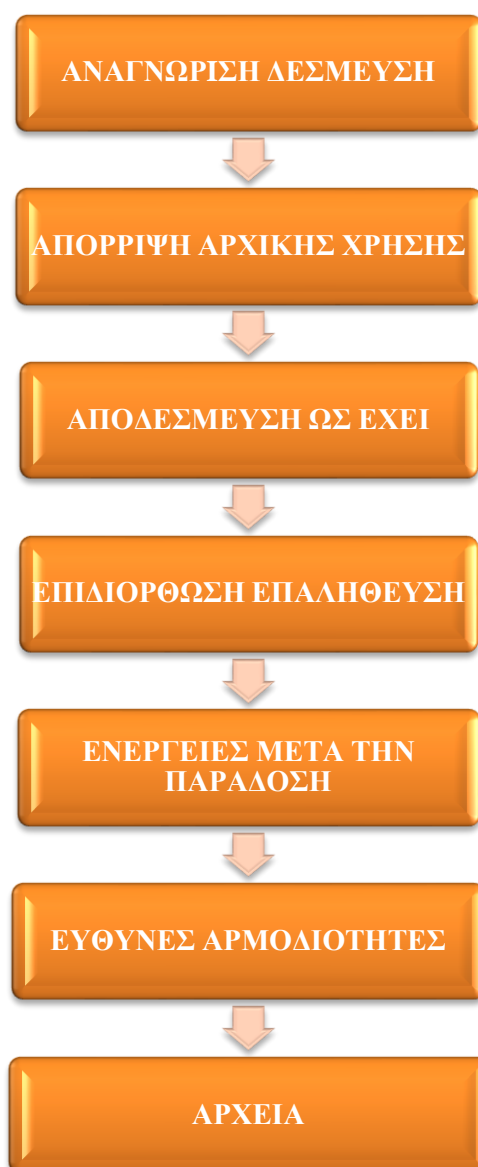 ΑΝΑΓΝΩΡΙΣΗ ΔΕΣΜΕΥΣΗ
ΑΠΟΡΡΙΨΗ ΑΡΧΙΚΗΣ ΧΡΗΣΗΣ
ΑΠΟΔΕΣΜΕΥΣΗ ΩΣ ΕΧΕΙ
ΕΠΙΔΙΟΡΘΩΣΗ ΕΠΑΛΗΘΕΥΣΗ
ΕΝΕΡΓΕΙΕΣ ΜΕΤΑ ΤΗΝ
ΠΑΡΑΔΟΣΗ
ΕΥΘΥΝΕΣ ΑΡΜΟΔΙΟΤΗΤΕΣ
ΑΡΧΕΙΑ